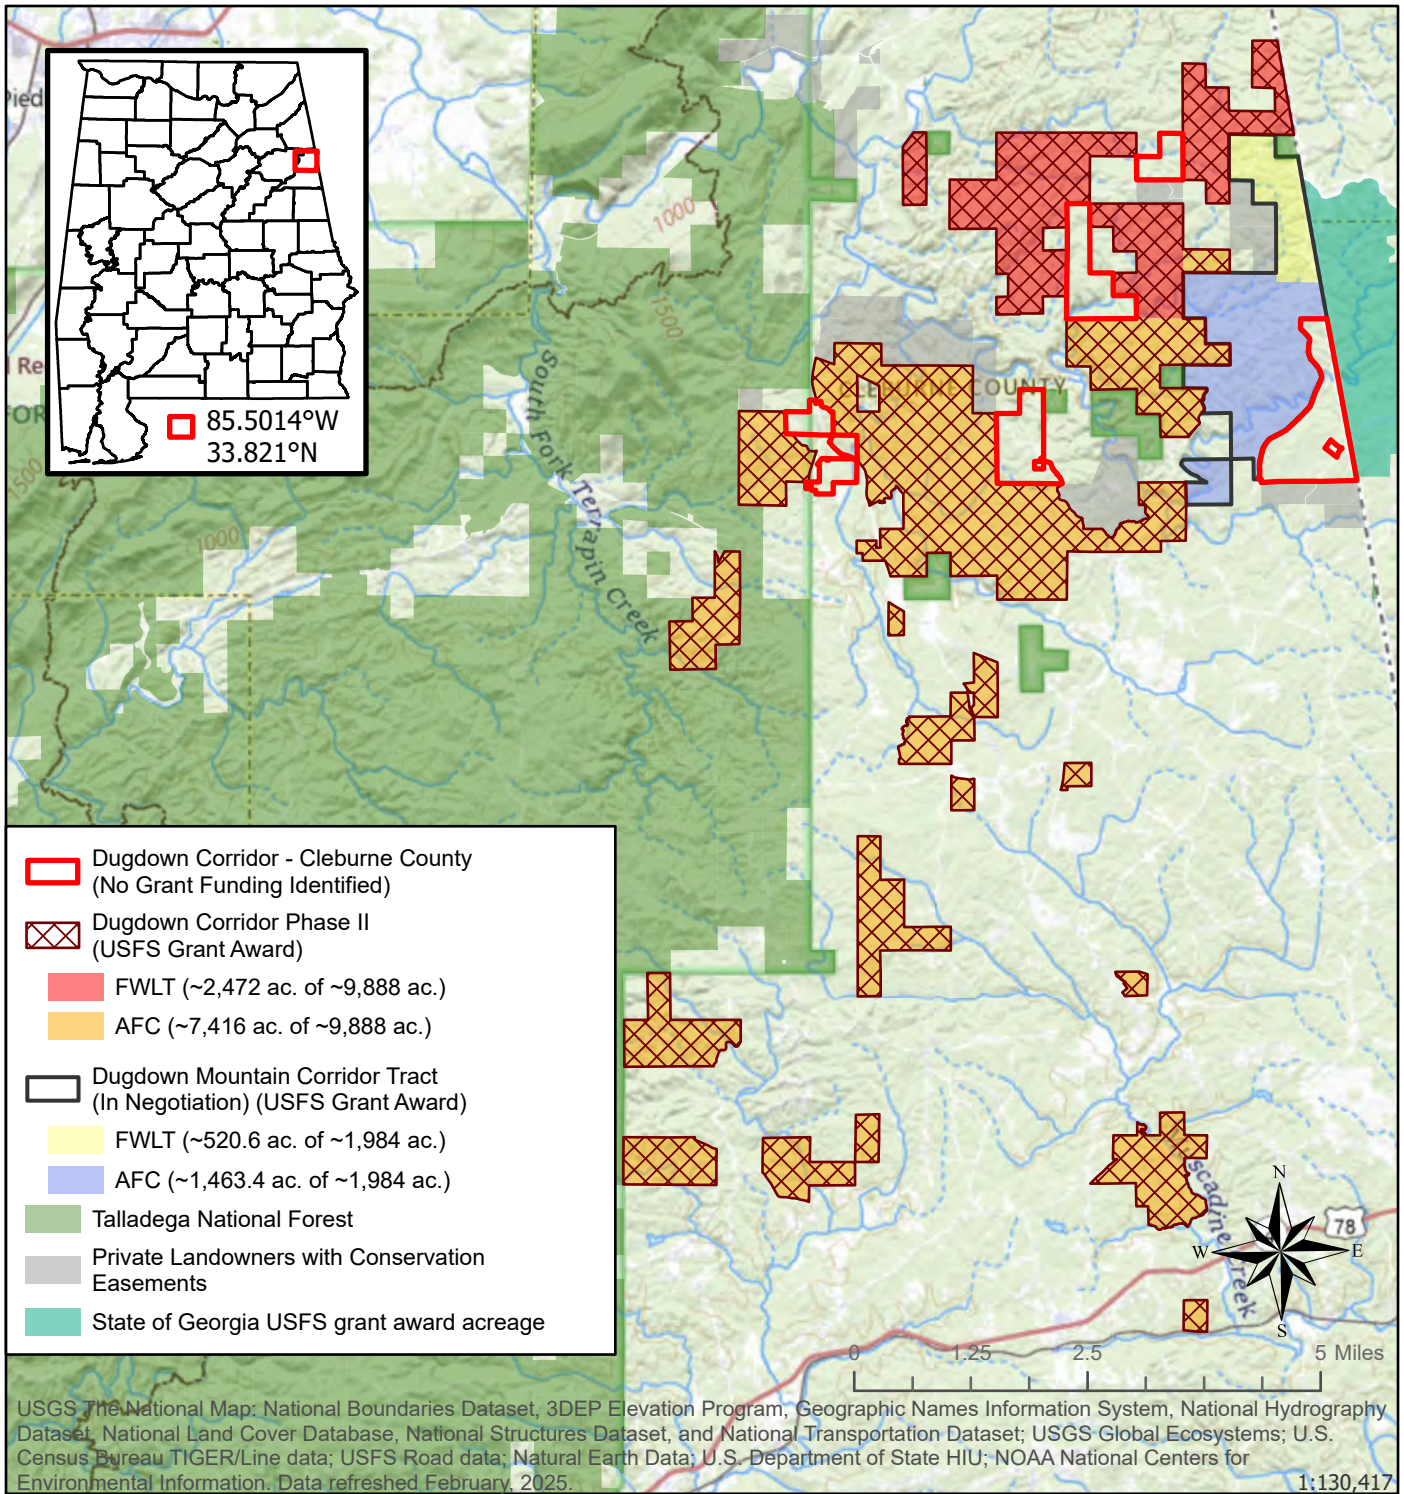 Pied
l Re
FOR
1500
1000
1000
1500
85.5014°W
33.821°N
South Fork Terrapin Creek
CLEBURNE COUNTY
Dugdown Corridor - Cleburne County
(No Grant Funding Identified)
Dugdown Corridor Phase II
(USFS Grant Award)
FWLT (~2,472 ac. of ~9,888 ac.)
AFC (~7,416 ac. of ~9,888 ac.)
Dugdown Mountain Corridor Tract
(In Negotiation) (USFS Grant Award)
FWLT (~520.6 ac. of ~1,984 ac.)
AFC (~1,463.4 ac. of ~1,984 ac.)
Talladega National Forest
Private Landowners with Conservation
Easements
State of Georgia USFS grant award acreage
scadine Creek
N
W
E
S
78
0 1.25 2.5 5 Miles
USGS The National Map: National Boundaries Dataset, 3DEP Elevation Program, Geographic Names Information System, National Hydrography
Dataset, National Land Cover Database, National Structures Dataset, and National Transportation Dataset; USGS Global Ecosystems; U.S.
Census Bureau TIGER/Line data; USFS Road data; Natural Earth Data; U.S. Department of State HIU; NOAA National Centers for
Environmental Information. Data refreshed February, 2025.
1:130,417